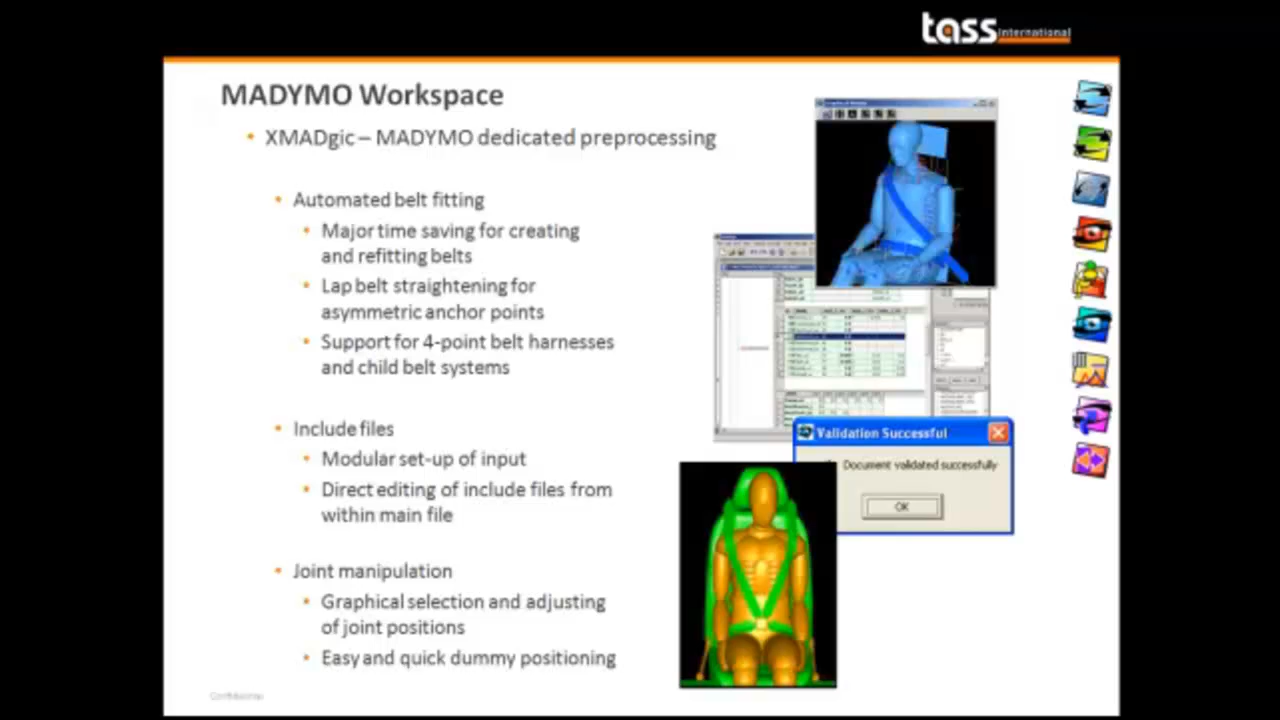 tass international
MADYMO Workspace
• XMADgic – MADYMO dedicated preprocessing
• Automated belt fitting
• Major time saving for creating
and refitting belts
• Lap belt straightening for
asymmetric anchor points
• Support for 4-point belt harnesses
and child belt systems
• Include files
• Modular set-up of input
• Direct editing of include files from
within main file
• Joint manipulation
• Graphical selection and adjusting
of joint positions
• Easy and quick dummy positioning
Validation Successful
Document validated successfully
OK
Confidential